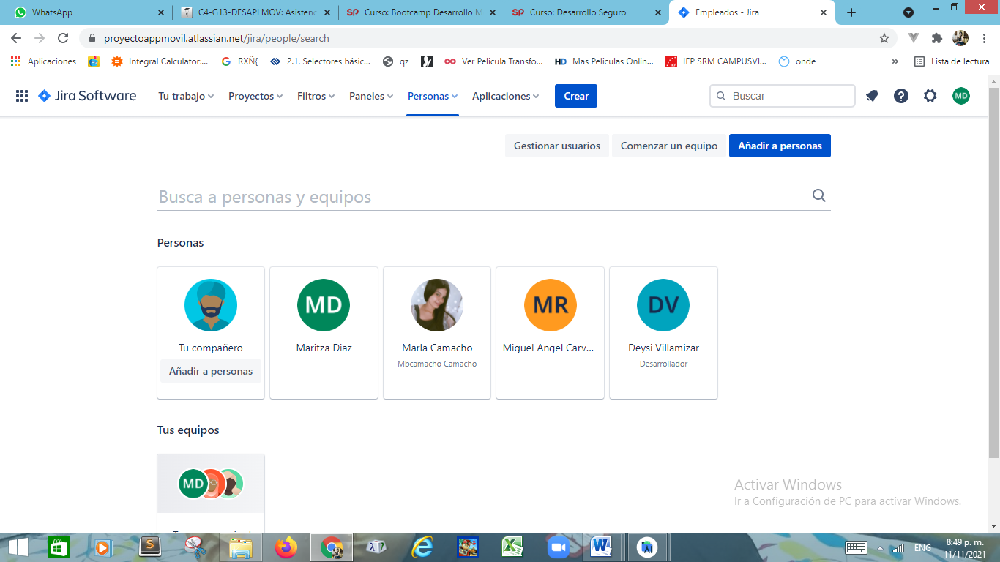 WhatsApp
C4-G13-DESAPLMOV: Asistenc
Curso: Bootcamp Desarrollo M
Curso: Desarrollo Seguro
Empleados - Jira
proyectoappmovil.atlassian.net/jira/people/search
Aplicaciones
Integral Calculator:...
RXÑ{
2.1. Selectores básic...
qz
Ver Pelicula Transfo...
HD
Mas Peliculas Onlin...
IEP SRM CAMPUSVI...
onde
»
Lista de lectura
Jira Software
Tu trabajo
Proyectos
Filtros
Paneles
Personas
Aplicaciones
Crear
Buscar
MD
Gestionar usuarios
Comenzar un equipo
Añadir a personas
Busca a personas y equipos
Personas
MD
MR
DV
Tu compañero
Maritza Diaz
Marla Camacho
Miguel Angel Carv...
Deysi Villamizar
Mbcamacho Camacho
Desarrollador
Añadir a personas
Tus equipos
MD
Activar Windows
Ir a Configuración de PC para activar Windows.
ENG
8:49 p. m.
11/11/2021